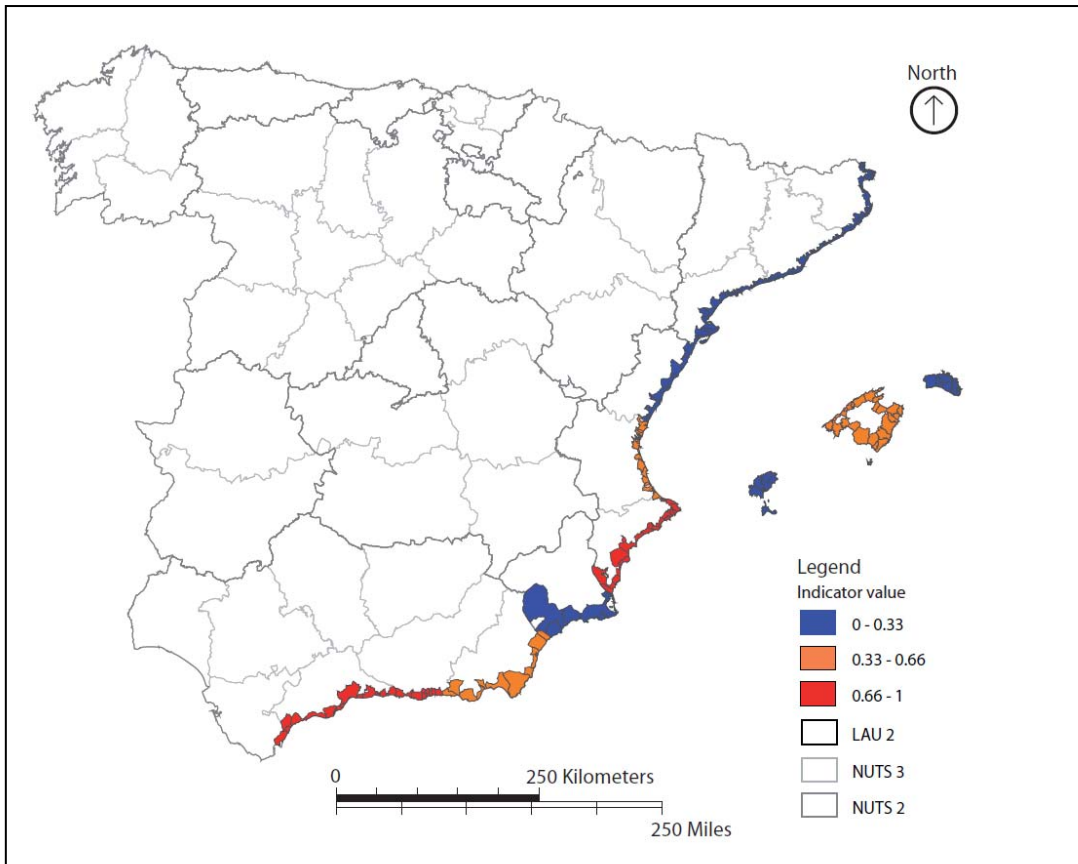 North
Legend
Indicator value
0 - 0.33
0.33 - 0.66
0.66 - 1
LAU 2
NUTS 3
NUTS 2
0 250 Kilometers
250 Miles